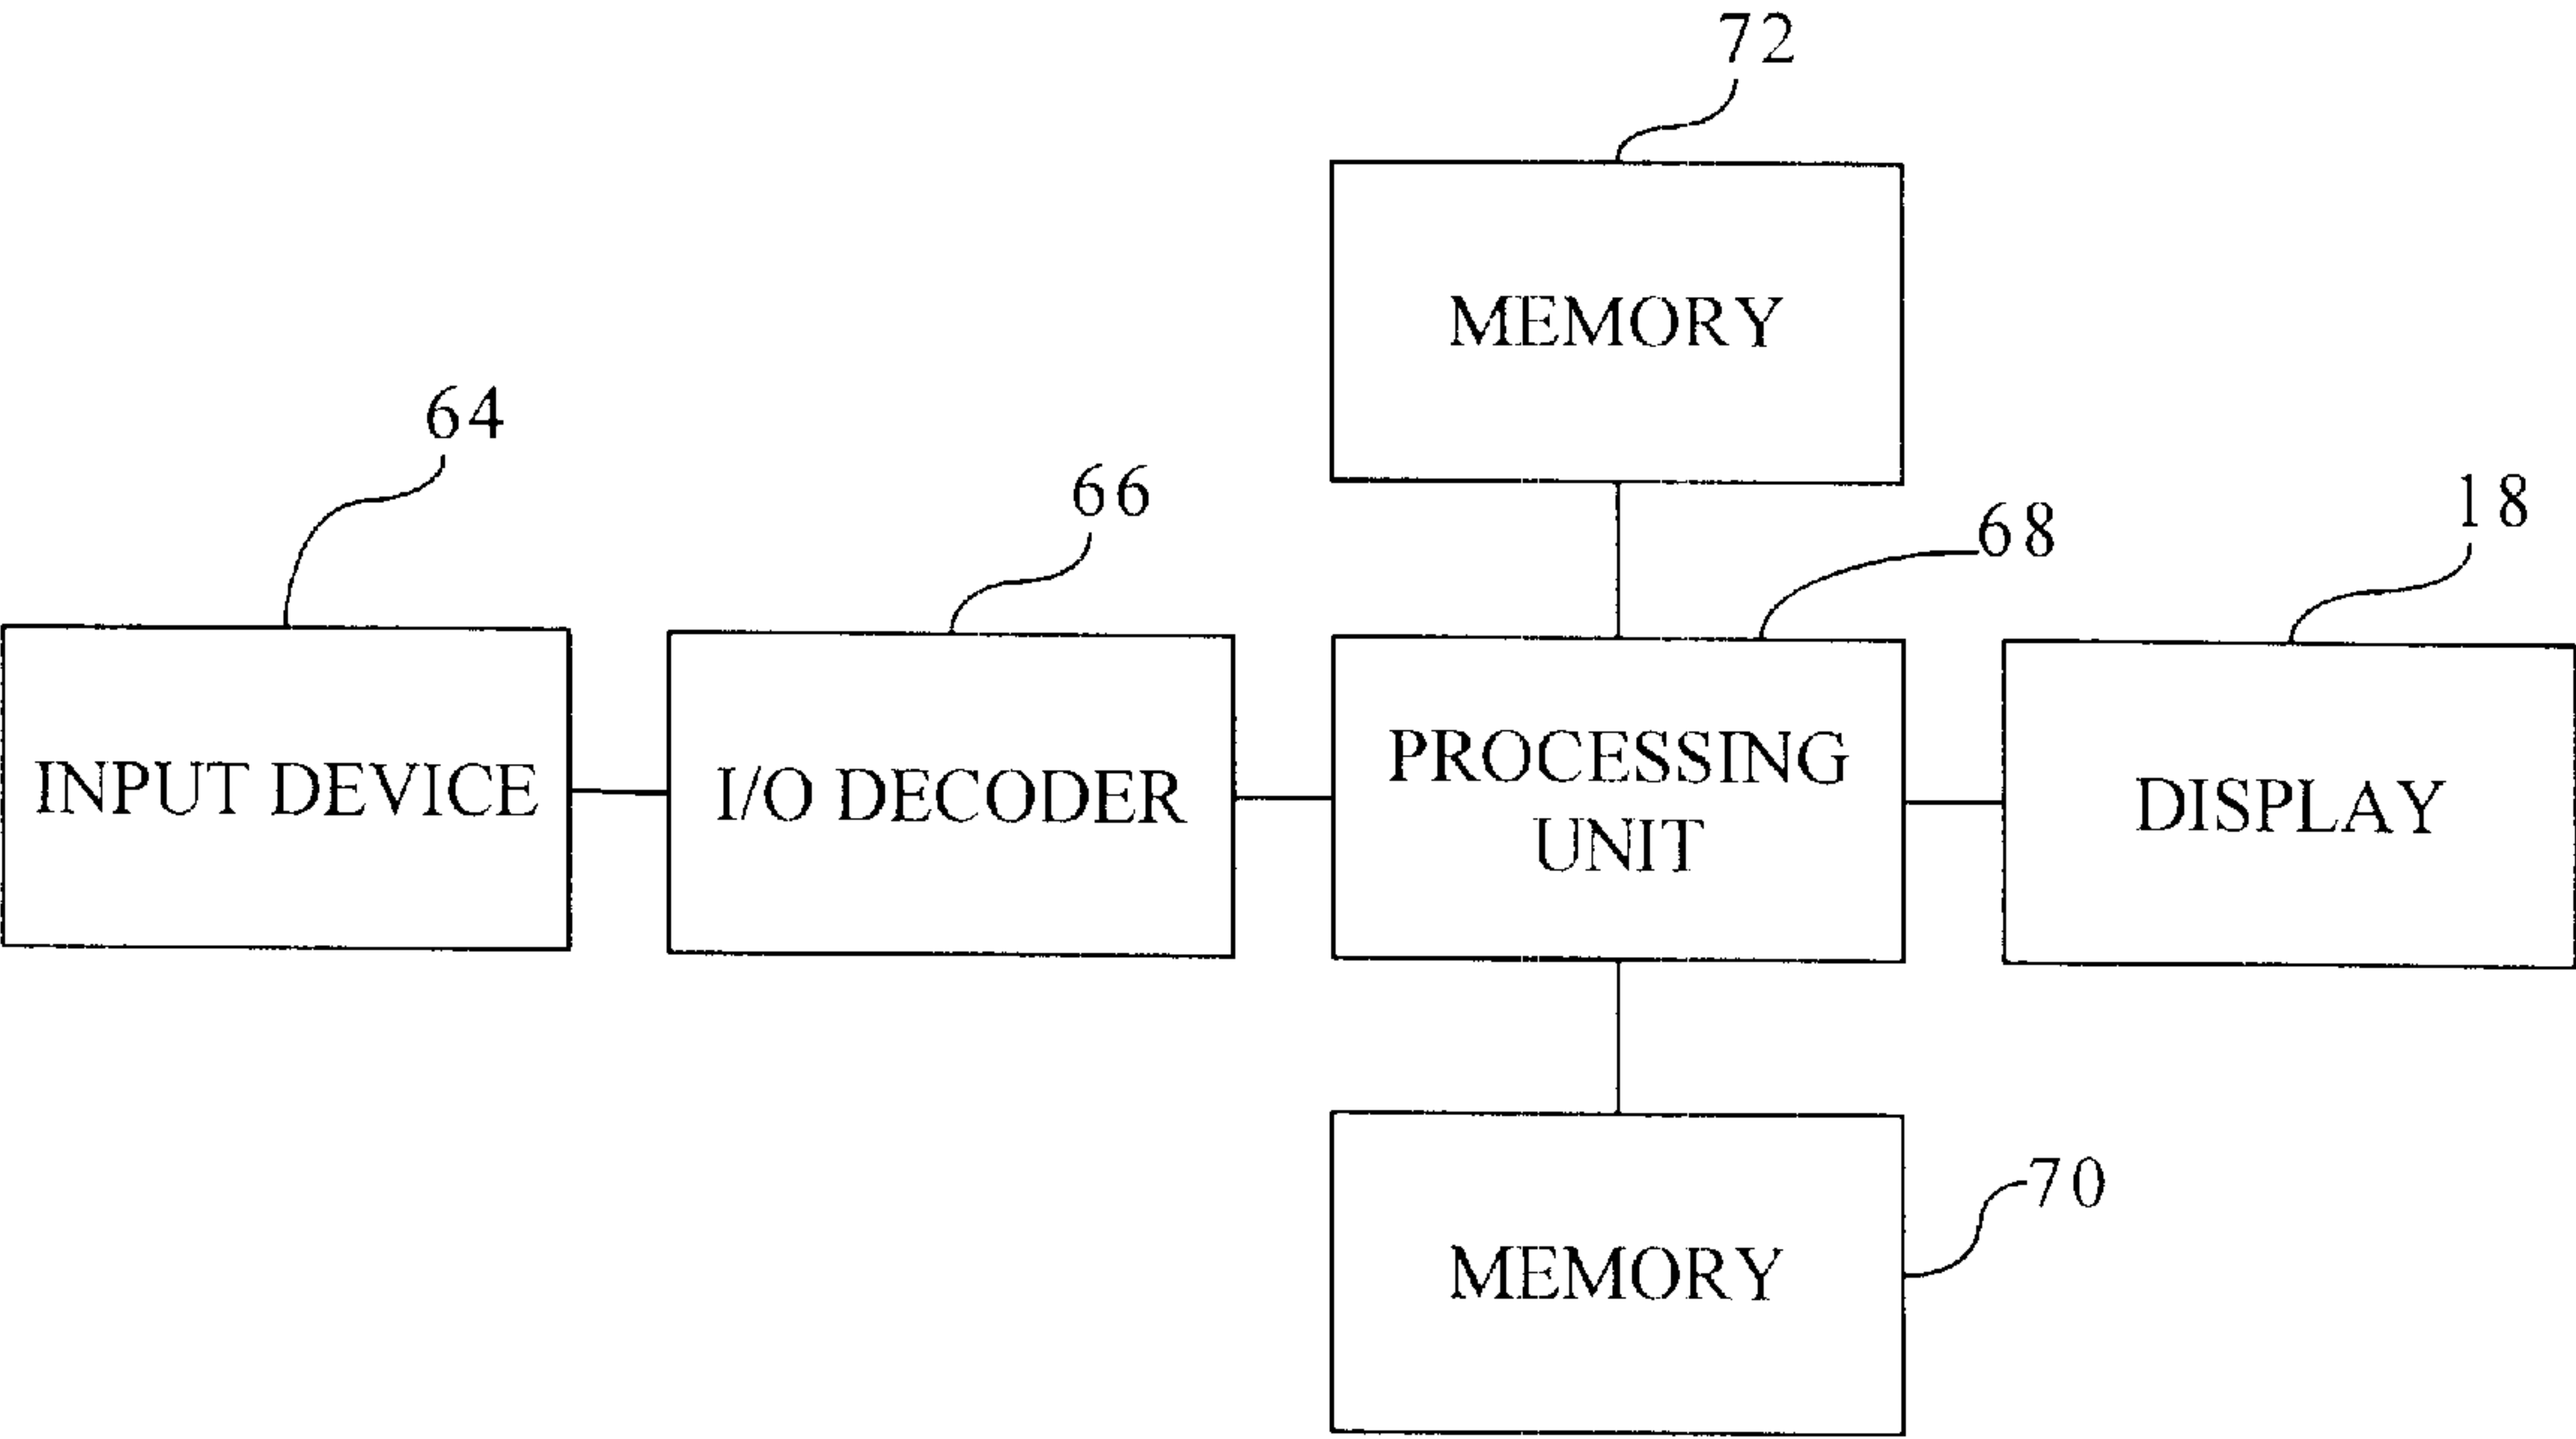 72
MEMORY
64
66
68
18
INPUT DEVICE
I/O DECODER
PROCESSING
UNIT
DISPLAY
70
MEMORY